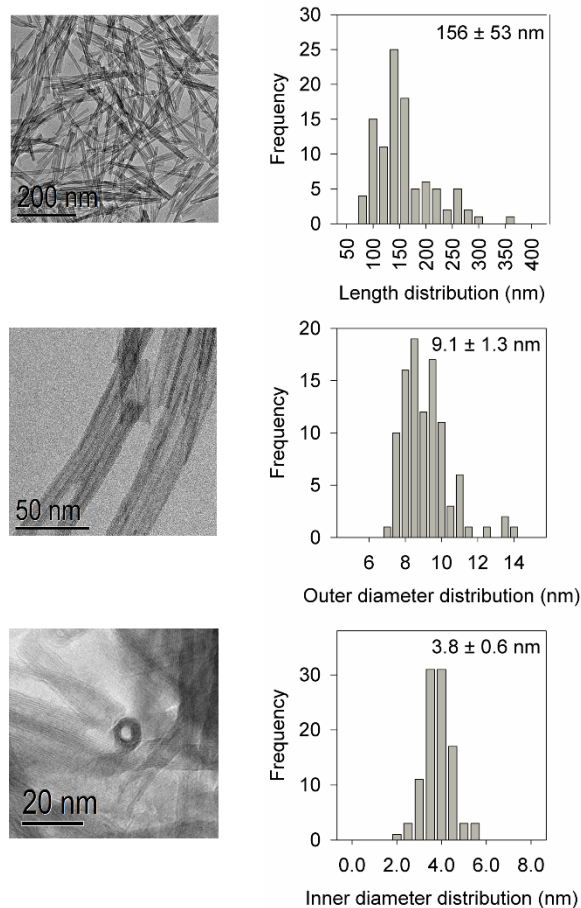 200 nm
156 ± 53 nm
30
25
20
15
10
5
0
Frequency
50
100
150
200
250
300
350
400
Length distribution (nm)
50 nm
9.1 ± 1.3 nm
20
15
10
5
0
Frequency
6 8 10 12 14
Outer diameter distribution (nm)
20 nm
3.8 ± 0.6 nm
30
20
10
0
Frequency
0.0 2.0 4.0 6.0 8.0
Inner diameter distribution (nm)